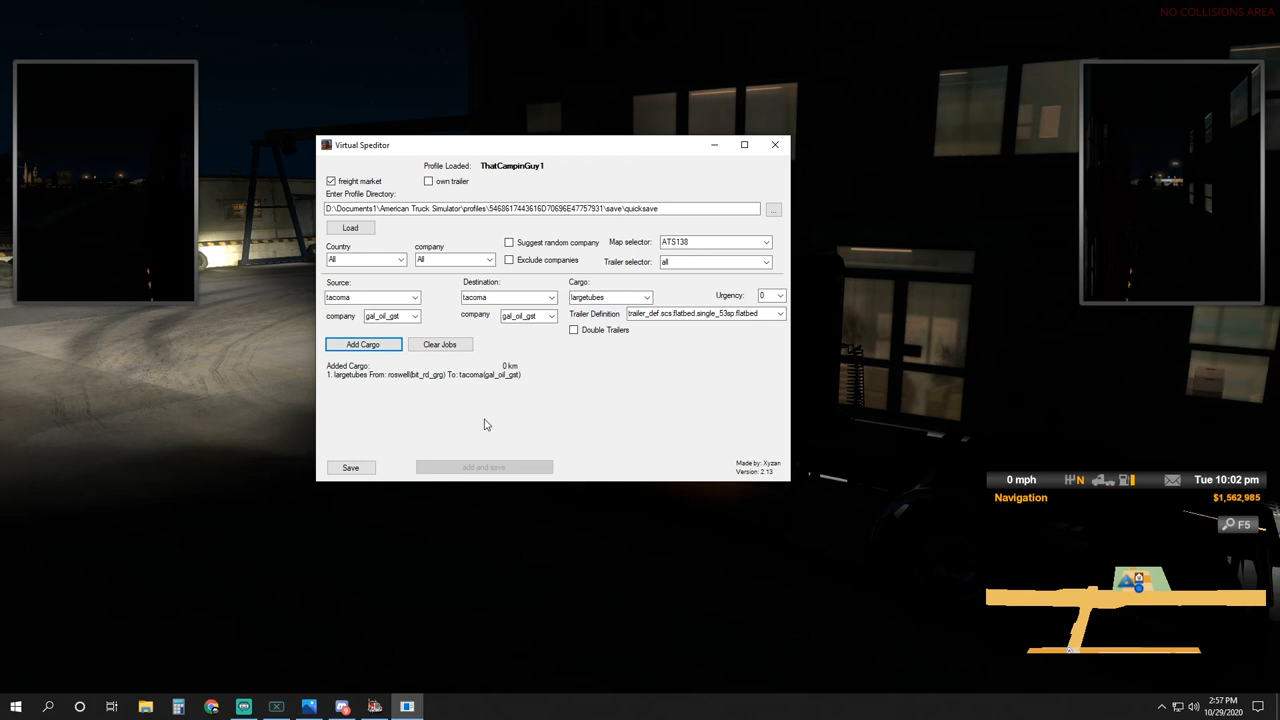 NO COLLISIONS AREA
Virtual Speditor
Profile Loaded: ThatCampinGuy1
freight market
own trailer
Enter Profile Directory:
D:\Documents1\American Truck Simulator\profiles\5468617443616D70696E47757931\save\quicksave
...
Load
Country
company
Suggest random company
Map selector:
ATS138
All
All
Exclude companies
Trailer selector:
all
Source:
Destination:
Cargo:
tacoma
tacoma
largetubes
Urgency:
0
company
gal_oil_gst
company
gal_oil_gst
Trailer Definition
trailer_def.scs.flatbed.single_53sp.flatbed
Double Trailers
Add Cargo
Clear Jobs
Added Cargo:
0 km
1. largetubes From: roswell(bit_rd_grg) To: tacoma(gal_oil_gst)
Save
add and save
Made by: Xyzan
Version: 2.13
0 mph
N
Tue 10:02 pm
Navigation
$1,562,985
F5
2:57 PM
10/29/2020